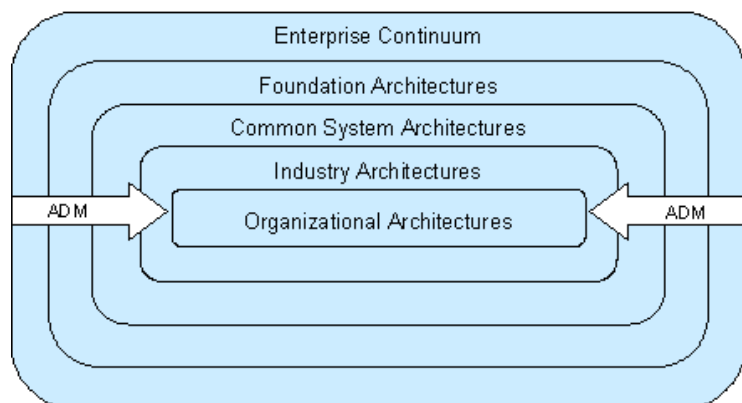 Enterprise Continuum
Foundation Architectures
Common System Architectures
Industry Architectures
ADM
Organizational Architectures
ADM